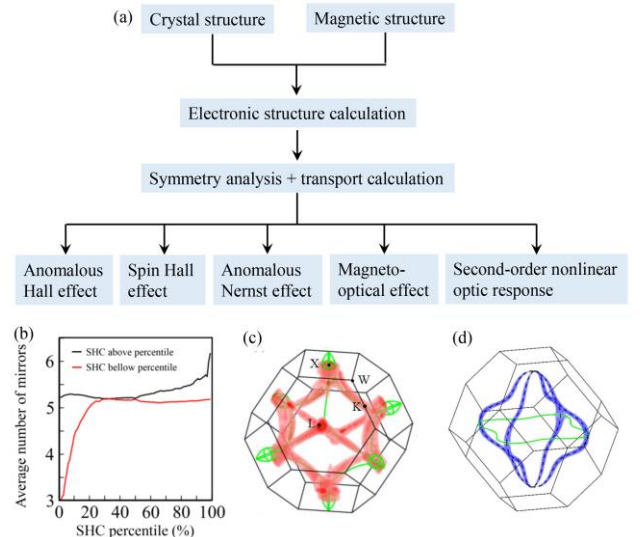 (a)
Crystal structure
Magnetic structure
Electronic structure calculation
Symmetry analysis + transport calculation
Anomalous
Hall effect
Spin Hall
effect
Anomalous
Nernst effect
Magneto-
optical effect
Second-order nonlinear
optic response
(b)
Average number of mirrors
6
5
4
3
SHC above percentile
SHC bellow percentile
0 20 40 60 80 100
SHC percentile (%)
(c)
X
W
K
L
(d)